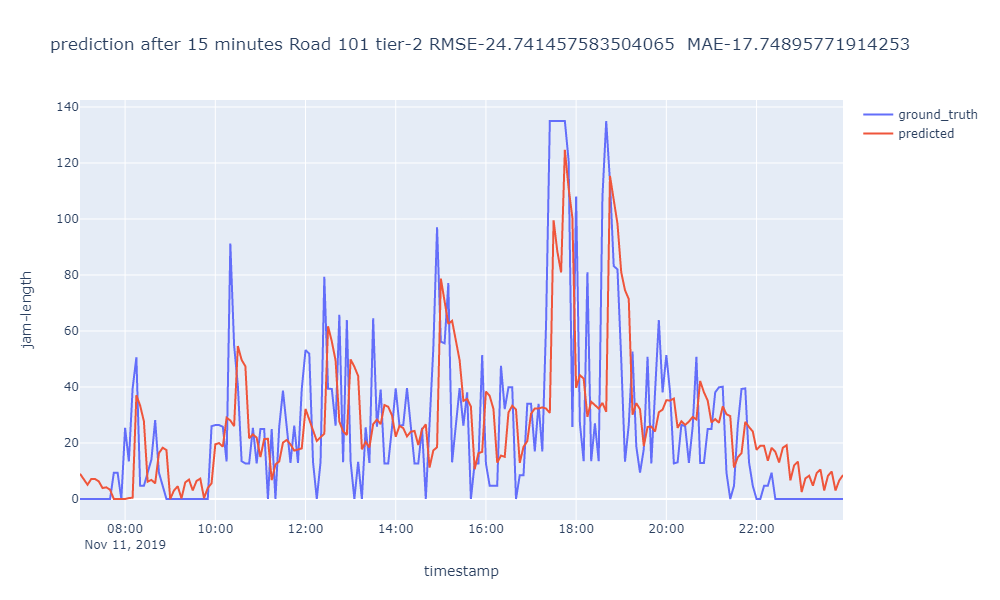 prediction after 15 minutes Road 101 tier-2 RMSE-24.741457583504065  MAE-17.74895771914253
ground_truth
predicted
140
120
100
80
60
40
20
0
jam-length
08:00 10:00 12:00 14:00 16:00 18:00 20:00 22:00
Nov 11, 2019
timestamp